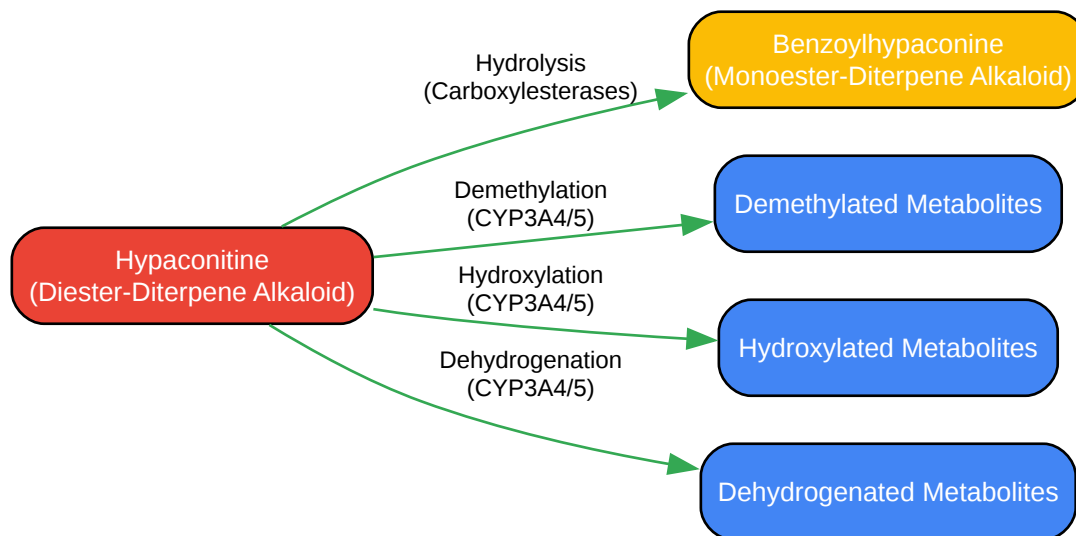 Hydrolysis
(Carboxylesterases)
Benzoylhypaconine
(Monoester-Diterpene Alkaloid)
Demethylation
(CYP3A4/5)
Demethylated Metabolites
Hypaconitine
(Diester-Diterpene Alkaloid)
Hydroxylation
(CYP3A4/5)
Hydroxylated Metabolites
Dehydrogenation
(CYP3A4/5)
Dehydrogenated Metabolites